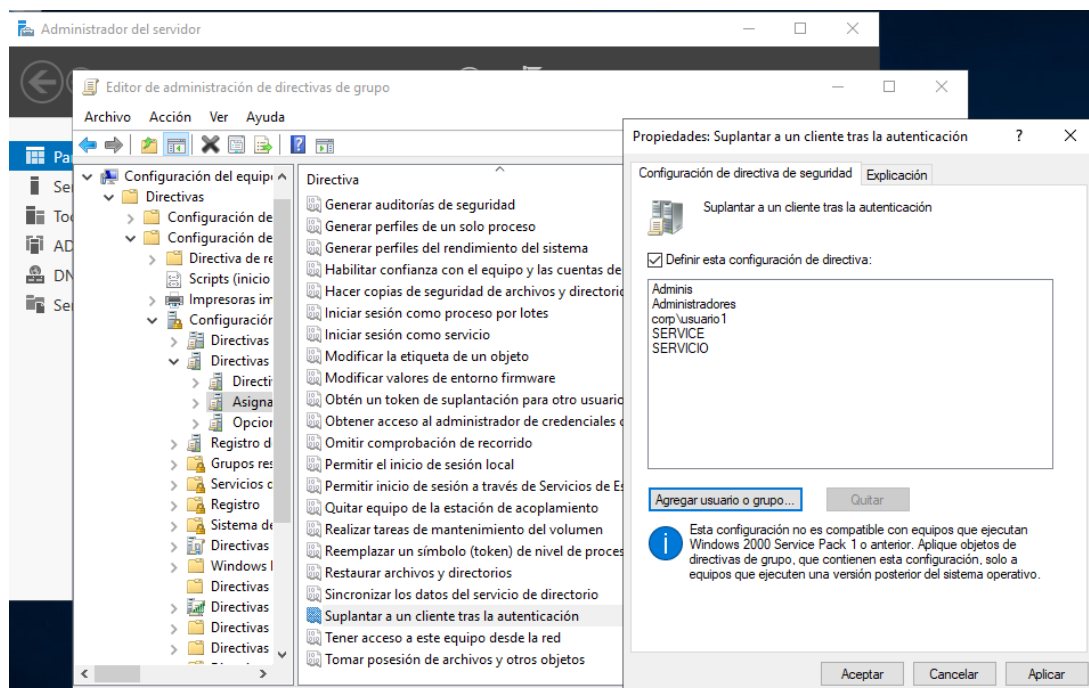 Administrador del servidor
Editor de administración de directivas de grupo
Archivo Acción Ver Ayuda
Pa
Se
To
AD
DN
Se
Configuración del equip
Directivas
Configuración de
Configuración de
Directiva de re
Scripts (inicio
Impresoras im
Configuración
Directivas
Directivas
Directi
Asigna
Opcior
Registro d
Grupos res
Servicios c
Registro
Sistema de
Directivas
Windows
Directivas
Directivas
Directivas
Directivas
Directiva
Generar auditorías de seguridad
Generar perfiles de un solo proceso
Generar perfiles del rendimiento del sistema
Habilitar confianza con el equipo y las cuentas de
Hacer copias de seguridad de archivos y directorio
Iniciar sesión como proceso por lotes
Iniciar sesión como servicio
Modificar la etiqueta de un objeto
Modificar valores de entorno firmware
Obtén un token de suplantación para otro usuario
Obtener acceso al administrador de credenciales
Omitir comprobación de recorrido
Permitir el inicio de sesión local
Permitir inicio de sesión a través de Servicios de Es
Quitar equipo de la estación de acoplamiento
Realizar tareas de mantenimiento del volumen
Reemplazar un símbolo (token) de nivel de proces
Restaurar archivos y directorios
Sincronizar los datos del servicio de directorio
Suplantar a un cliente tras la autenticación
Tener acceso a este equipo desde la red
Tomar posesión de archivos y otros objetos
Propiedades: Suplantar a un cliente tras la autenticación
Configuración de directiva de seguridad Explicación
Suplantar a un cliente tras la autenticación
Definir esta configuración de directiva:
Adminis
Administradores
corp\usuario1
SERVICE
SERVICIO
Agregar usuario o grupo... Quitar
Esta configuración no es compatible con equipos que ejecutan
Windows 2000 Service Pack 1 o anterior. Aplique objetos de
directivas de grupo, que contienen esta configuración, solo a
equipos que ejecuten una versión posterior del sistema operativo.
Aceptar Cancelar Aplicar